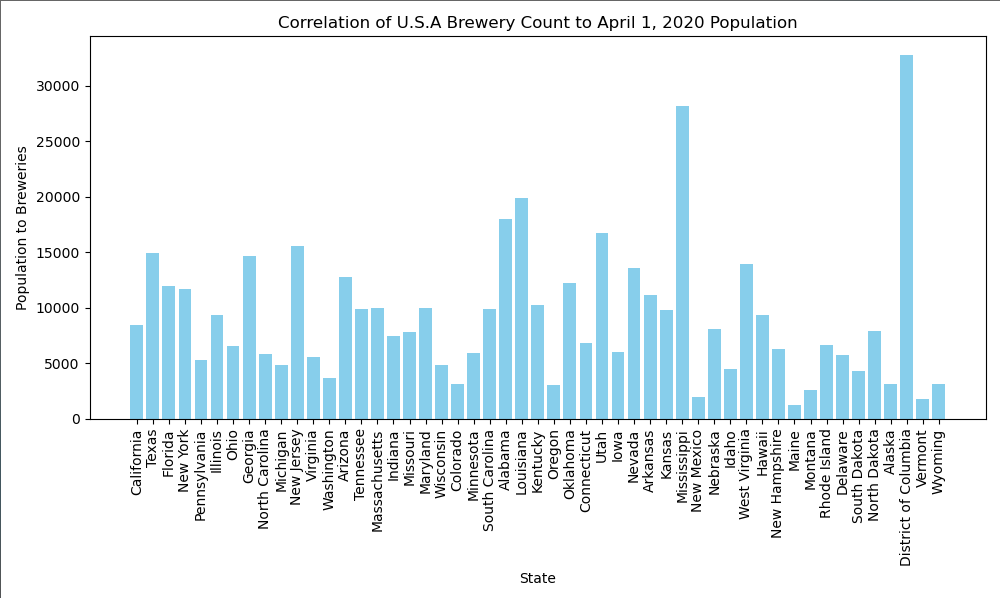 Correlation of U.S.A Brewery Count to April 1, 2020 Population
Population to Breweries
30000
25000
20000
15000
10000
5000
0
California
Texas
Florida
New York
Pennsylvania
Illinois
Ohio
Georgia
North Carolina
Michigan
New Jersey
Virginia
Washington
Arizona
Tennessee
Massachusetts
Indiana
Missouri
Maryland
Wisconsin
Colorado
Minnesota
South Carolina
Alabama
Louisiana
Kentucky
Oregon
Oklahoma
Connecticut
Utah
Iowa
Nevada
Arkansas
Kansas
Mississippi
New Mexico
Nebraska
Idaho
West Virginia
Hawaii
New Hampshire
Maine
Montana
Rhode Island
Delaware
South Dakota
North Dakota
Alaska
District of Columbia
Vermont
Wyoming
State